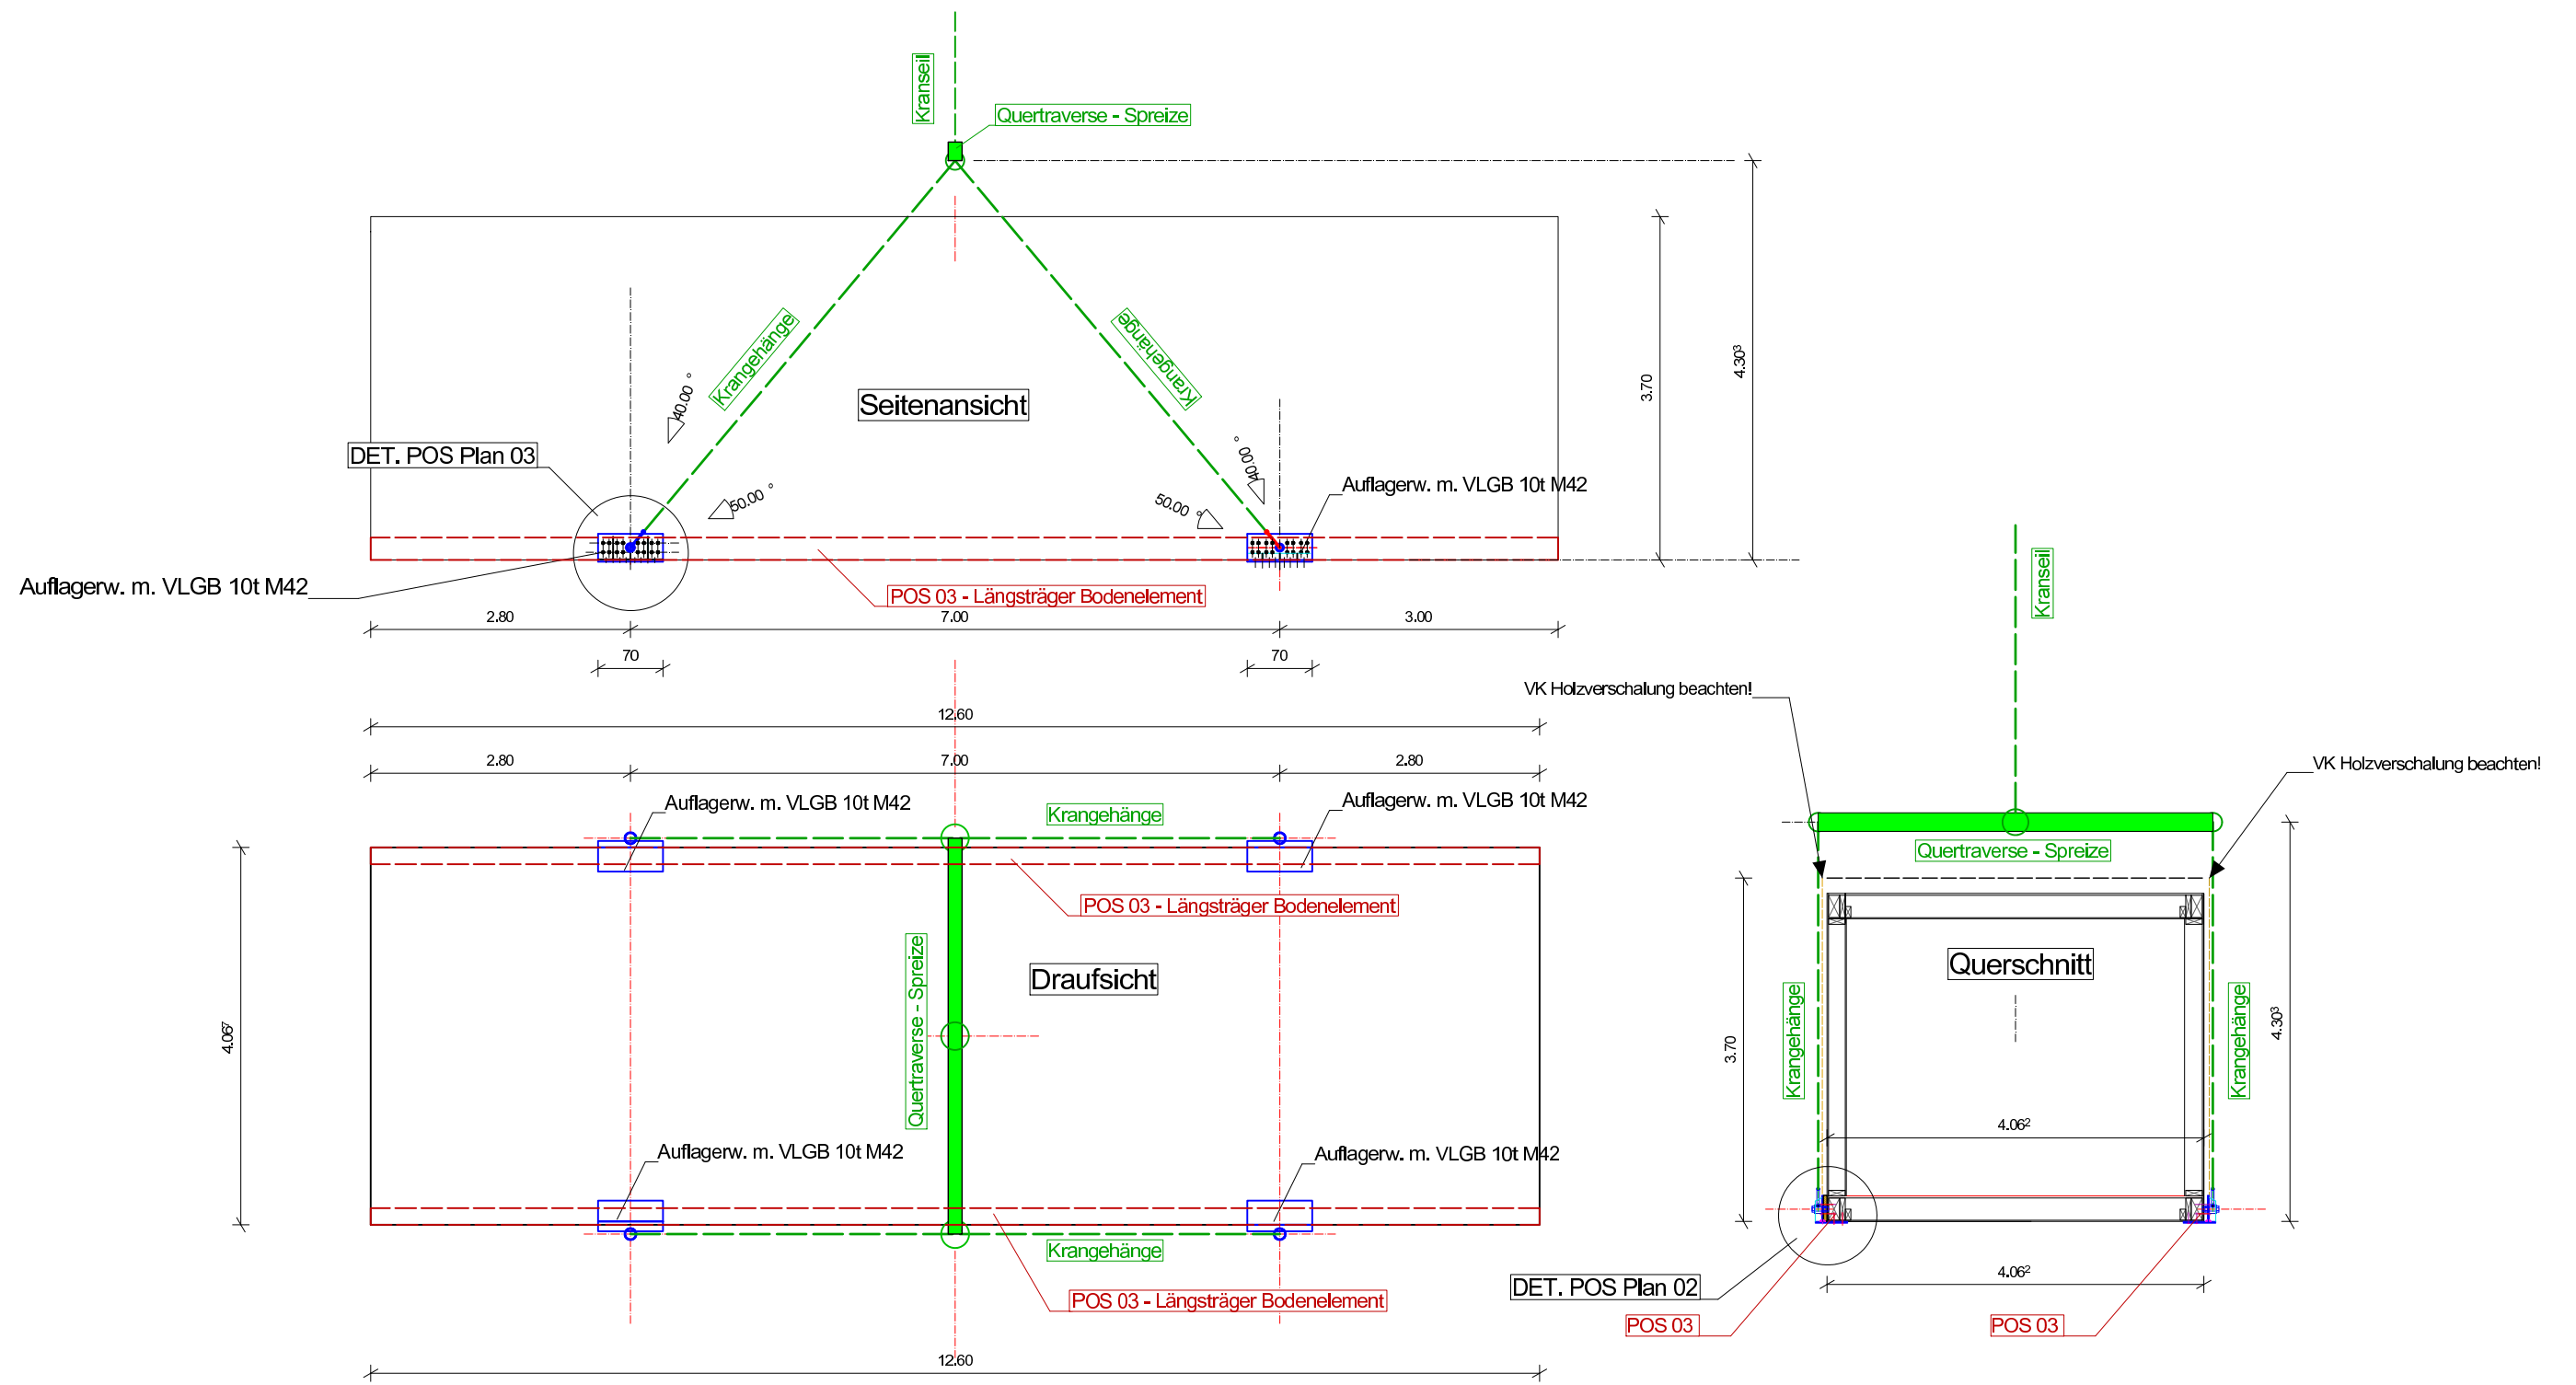 Kranseil
Quertraverse - Spreize
Krangehänge
Krangehänge
40.00 °
40.00 °
Seitenansicht
3.70
4.30³
DET. POS Plan 03
50.00 °
50.00 °
Auflagerw. m. VLGB 10t M42
Auflagerw. m. VLGB 10t M42
POS 03 - Längsträger Bodenelement
2.80
7.00
3.00
70
70
12.60
2.80
7.00
2.80
Auflagerw. m. VLGB 10t M42
Krangehänge
Auflagerw. m. VLGB 10t M42
POS 03 - Längsträger Bodenelement
Quertraverse - Spreize
Draufsicht
4.06⁷
Auflagerw. m. VLGB 10t M42
Auflagerw. m. VLGB 10t M42
Krangehänge
POS 03 - Längsträger Bodenelement
12.60
Kranseil
VK Holzverschalung beachten!
VK Holzverschalung beachten!
Quertraverse - Spreize
Querschnitt
Krangehänge
Krangehänge
3.70
4.30³
4.06²
4.06²
DET. POS Plan 02
POS 03
POS 03